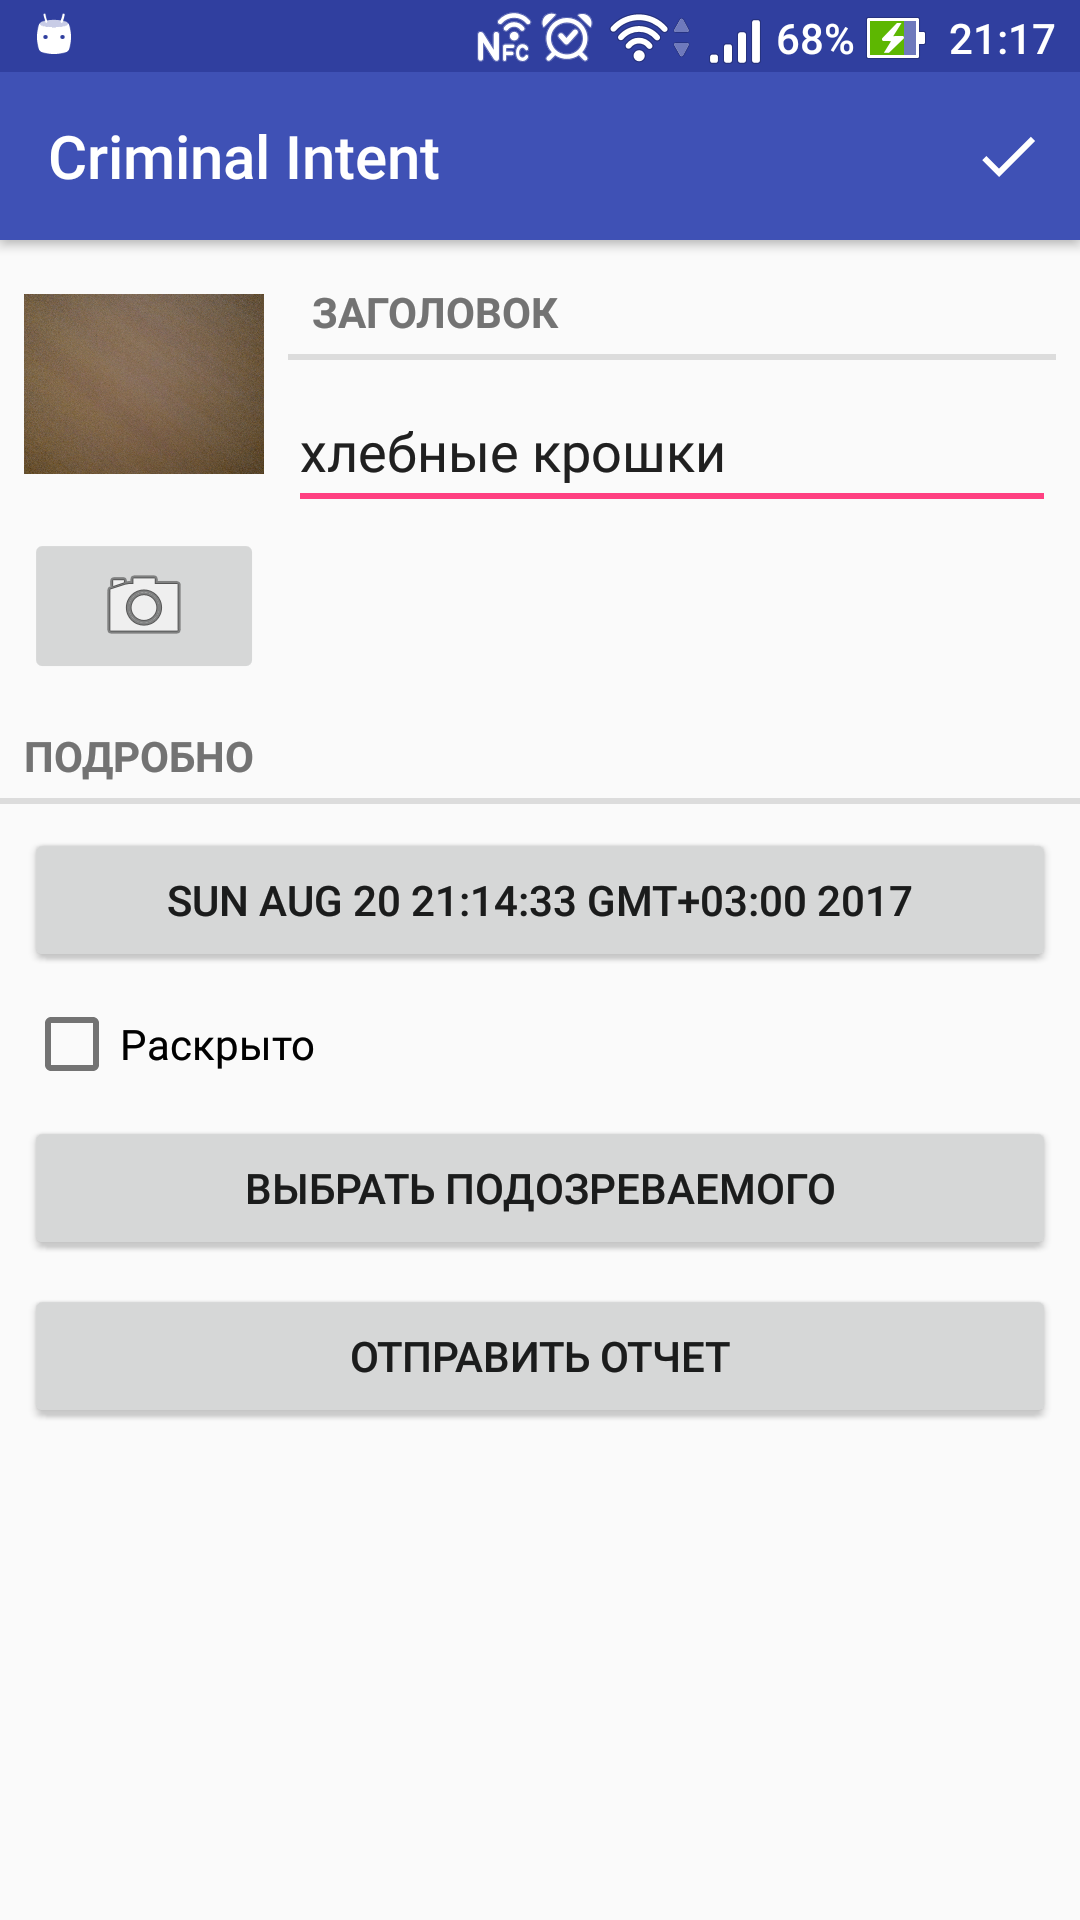 NFC 68% 21:17
Criminal Intent
ЗАГОЛОВОК
хлебные крошки
ПОДРОБНО
SUN AUG 20 21:14:33 GMT+03:00 2017
Раскрыто
ВЫБРАТЬ ПОДОЗРЕВАЕМОГО
ОТПРАВИТЬ ОТЧЕТ